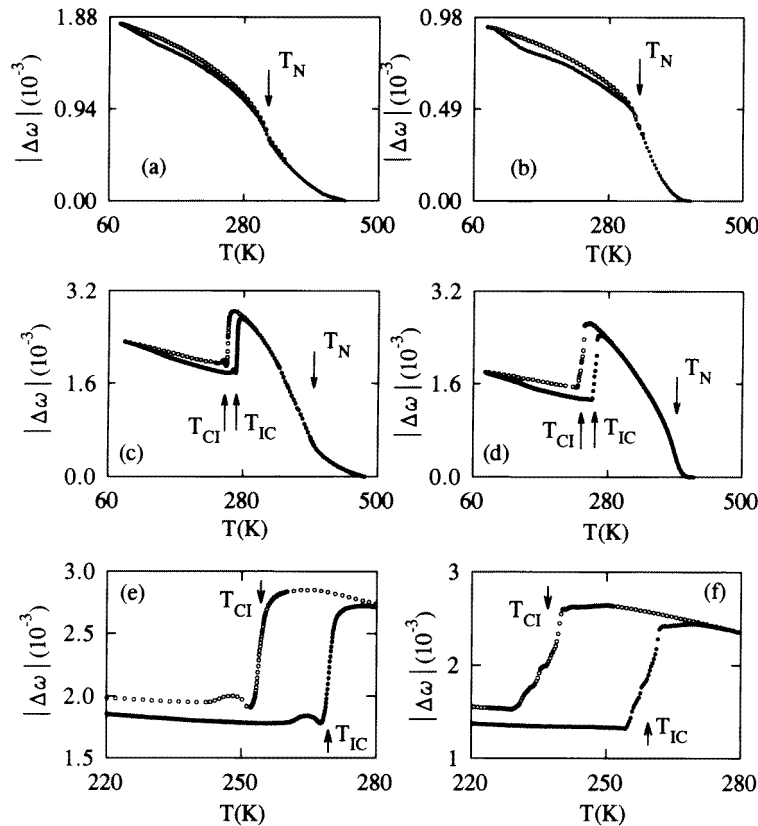 1.88
0.94
0.00
|Δω|(10⁻³)
T_N
(a)
60
280
500
T(K)
0.98
0.49
0.00
|Δω|(10⁻³)
T_N
(b)
60
280
500
T(K)
3.2
1.6
0.0
|Δω|(10⁻³)
T_N
T_CI
T_IC
(c)
60
280
500
T(K)
3.2
1.6
0.0
|Δω|(10⁻³)
T_N
T_CI
T_IC
(d)
60
280
500
T(K)
3.0
2.0
1.5
|Δω|(10⁻³)
(e)
T_CI
T_IC
220
250
280
T(K)
3
2
1
|Δω|(10⁻³)
(f)
T_CI
T_IC
220
250
280
T(K)